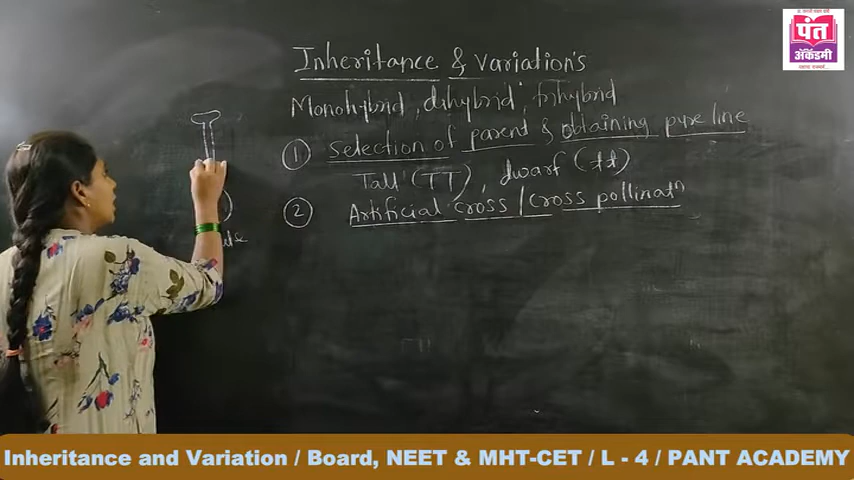 पंत
अॅकॅडमी
Inheritance & Variation's
Monohybrid, dihybrid, trihybrid
① Selection of parent & obtaining pure line
Tall (TT), dwarf (tt)
② Artificial cross / Cross pollinatⁿ
Inheritance and Variation / Board, NEET & MHT-CET / L - 4 / PANT ACADEMY